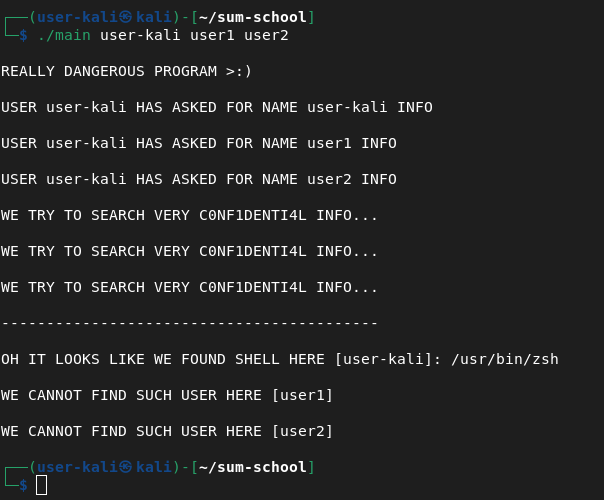 ┌──(user-kali㉿kali)-[~/sum-school]
└─$ ./main user-kali user1 user2
REALLY DANGEROUS PROGRAM >:)
USER user-kali HAS ASKED FOR NAME user-kali INFO
USER user-kali HAS ASKED FOR NAME user1 INFO
USER user-kali HAS ASKED FOR NAME user2 INFO
WE TRY TO SEARCH VERY C0NF1DENTI4L INFO...
WE TRY TO SEARCH VERY C0NF1DENTI4L INFO...
WE TRY TO SEARCH VERY C0NF1DENTI4L INFO...
------------------------------------------
OH IT LOOKS LIKE WE FOUND SHELL HERE [user-kali]: /usr/bin/zsh
WE CANNOT FIND SUCH USER HERE [user1]
WE CANNOT FIND SUCH USER HERE [user2]
┌──(user-kali㉿kali)-[~/sum-school]
└─$